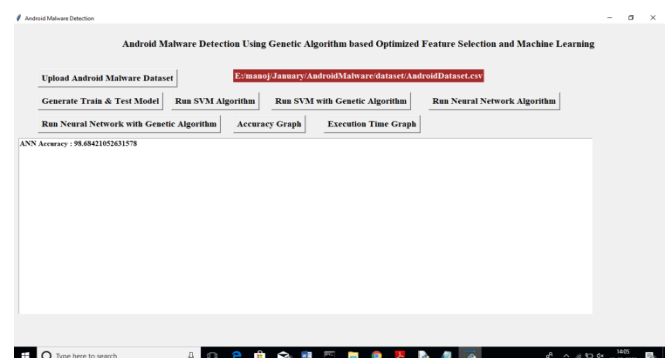 Android Malware Detection
Android Malware Detection Using Genetic Algorithm based Optimized Feature Selection and Machine Learning
Upload Android Malware Dataset E:/manoj/January/AndroidMalware/dataset/AndroidDataset.csv
Generate Train & Test Model Run SVM Algorithm Run SVM with Genetic Algorithm Run Neural Network Algorithm
Run Neural Network with Genetic Algorithm Accuracy Graph Execution Time Graph
ANN Accuracy : 98.68421052631578
Type here to search 14:05